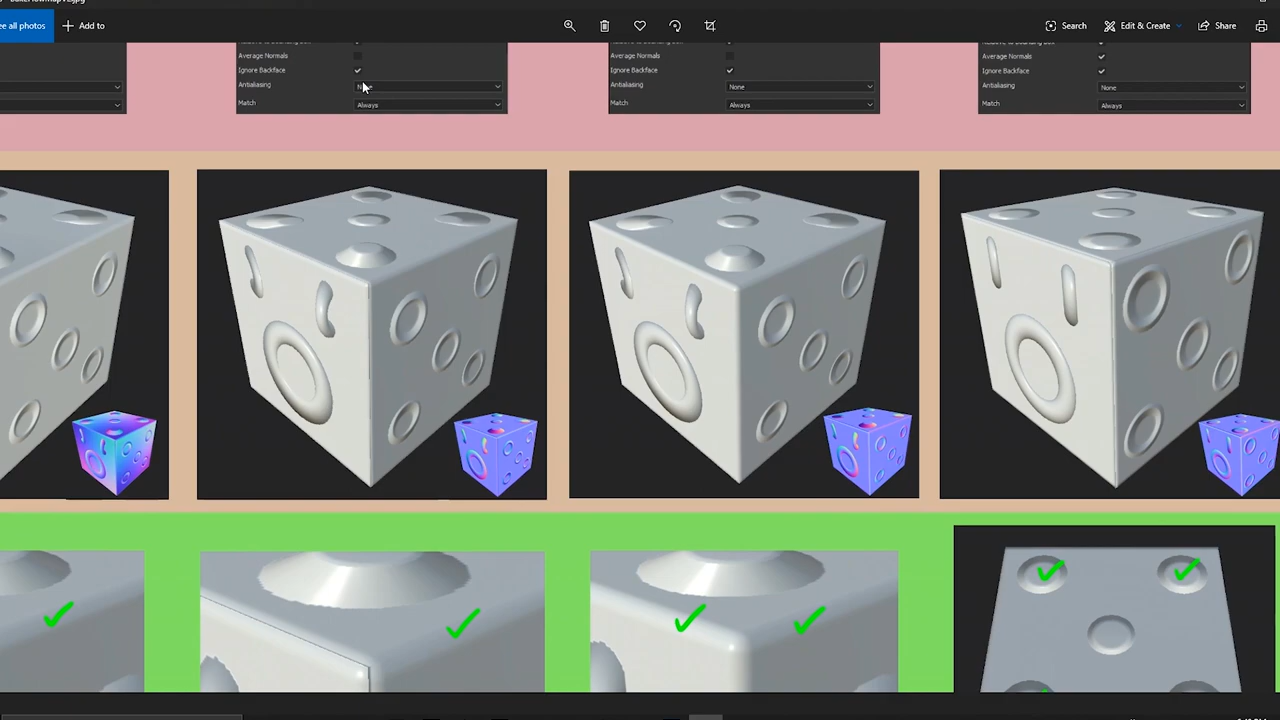 ee all photos
Add to
Search
Edit & Create
Share
Average Normals
Ignore Backface
Antialiasing
Match Always
Average Normals
Ignore Backface
Antialiasing None
Match Always
Average Normals
Ignore Backface
Antialiasing None
Match Always